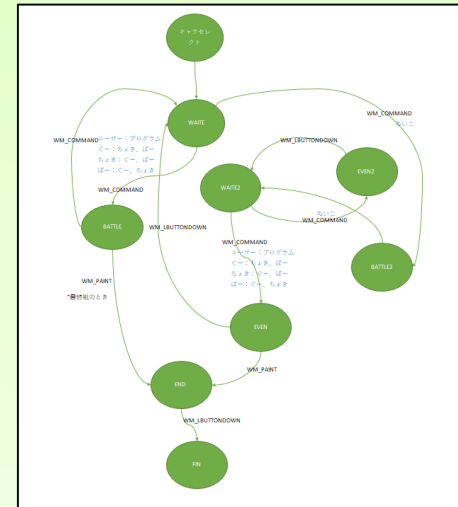 キャラセレ
クト
WAITE
WM_COMMAND
あいこ
WM_COMMAND
ユーザー：プログラム
ぐー：ちょき、ぱー
ちょき：ぐー、ぱー
ぱー：ぐー、ちょき
WM_LBUTTONDOWN
EVEN2
WAITE2
WM_COMMAND
あいこ
WM_COMMAND
BATTLE
WM_LBUTTONDOWN
WM_COMMAND
ユーザー：プログラム
ぐー：ちょき、ぱー
ちょき：ぐー、ぱー
ぱー：ぐー、ちょき
BATTLE2
WM_PAINT
*最終戦のとき
EVEN
WM_PAINT
END
WM_LBUTTONDOWN
FIN